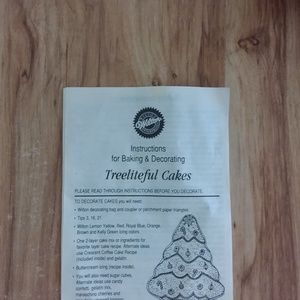 Wilton
Instructions
for Baking & Decorating
Treeliteful Cakes
PLEASE READ THROUGH INSTRUCTIONS BEFORE YOU DECORATE.
TO DECORATE CAKES you will need:
• Wilton decorating bag and coupler or parchment paper triangles.
• Tips 3, 16, 21
• Wilton Lemon Yellow, Red, Royal Blue, Orange,
Brown and Kelly Green Icing colors
• One 2-layer cake mix or ingredients for
favorite layer cake recipe. Alternate ideas
use Crescent Coffee Cake Recipe
(included inside) and gelatin.
• Buttercream Icing (recipe inside).
• You will also need sugar cubes.
Alternate ideas use candy
confetti, gelatin mix,
maraschino cherries and